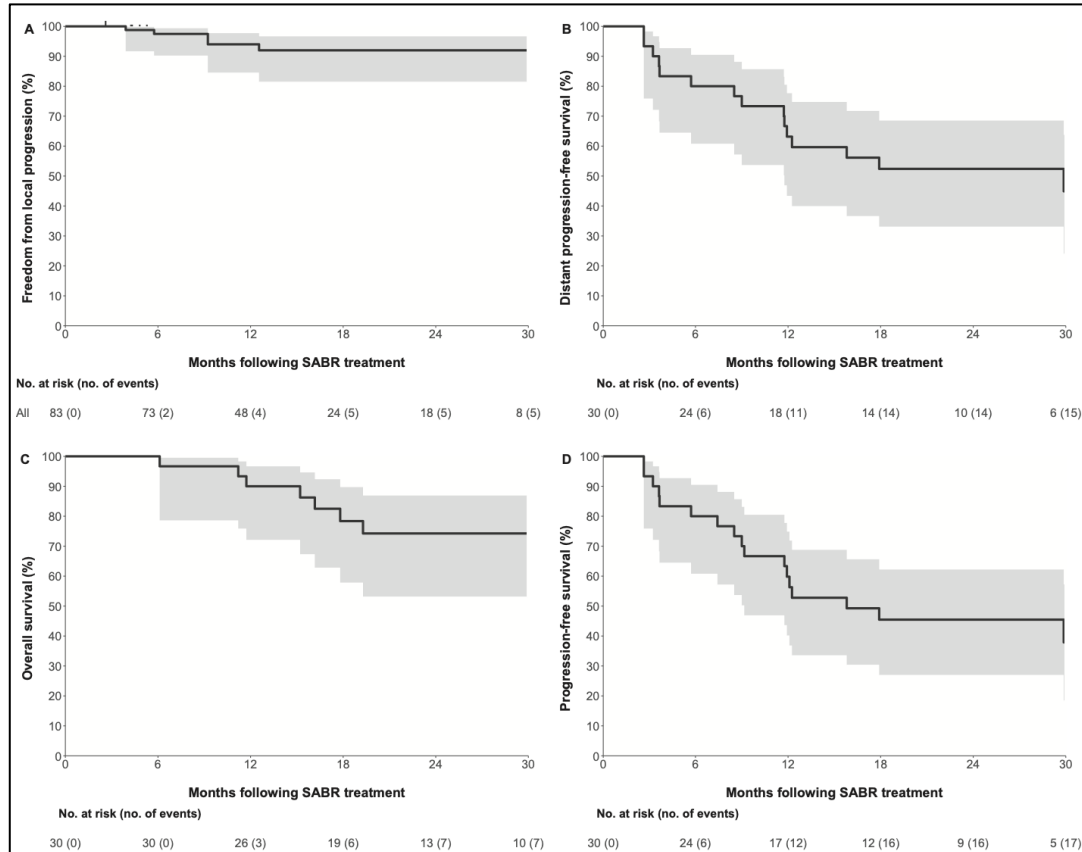 A
Freedom from local progression (%)
100
90
80
70
60
50
40
30
20
10
0
0 6 12 18 24 30
Months following SABR treatment
No. at risk (no. of events)
All 83 (0) 73 (2) 48 (4) 24 (5) 18 (5) 8 (5)
B
Distant progression-free survival (%)
100
90
80
70
60
50
40
30
20
10
0
0 6 12 18 24 30
Months following SABR treatment
No. at risk (no. of events)
30 (0) 24 (6) 18 (11) 14 (14) 10 (14) 6 (15)
C
Overall survival (%)
100
90
80
70
60
50
40
30
20
10
0
0 6 12 18 24 30
Months following SABR treatment
No. at risk (no. of events)
30 (0) 30 (0) 26 (3) 19 (6) 13 (7) 10 (7)
D
Progression-free survival (%)
100
90
80
70
60
50
40
30
20
10
0
0 6 12 18 24 30
Months following SABR treatment
No. at risk (no. of events)
30 (0) 24 (6) 17 (12) 12 (16) 9 (16) 5 (17)